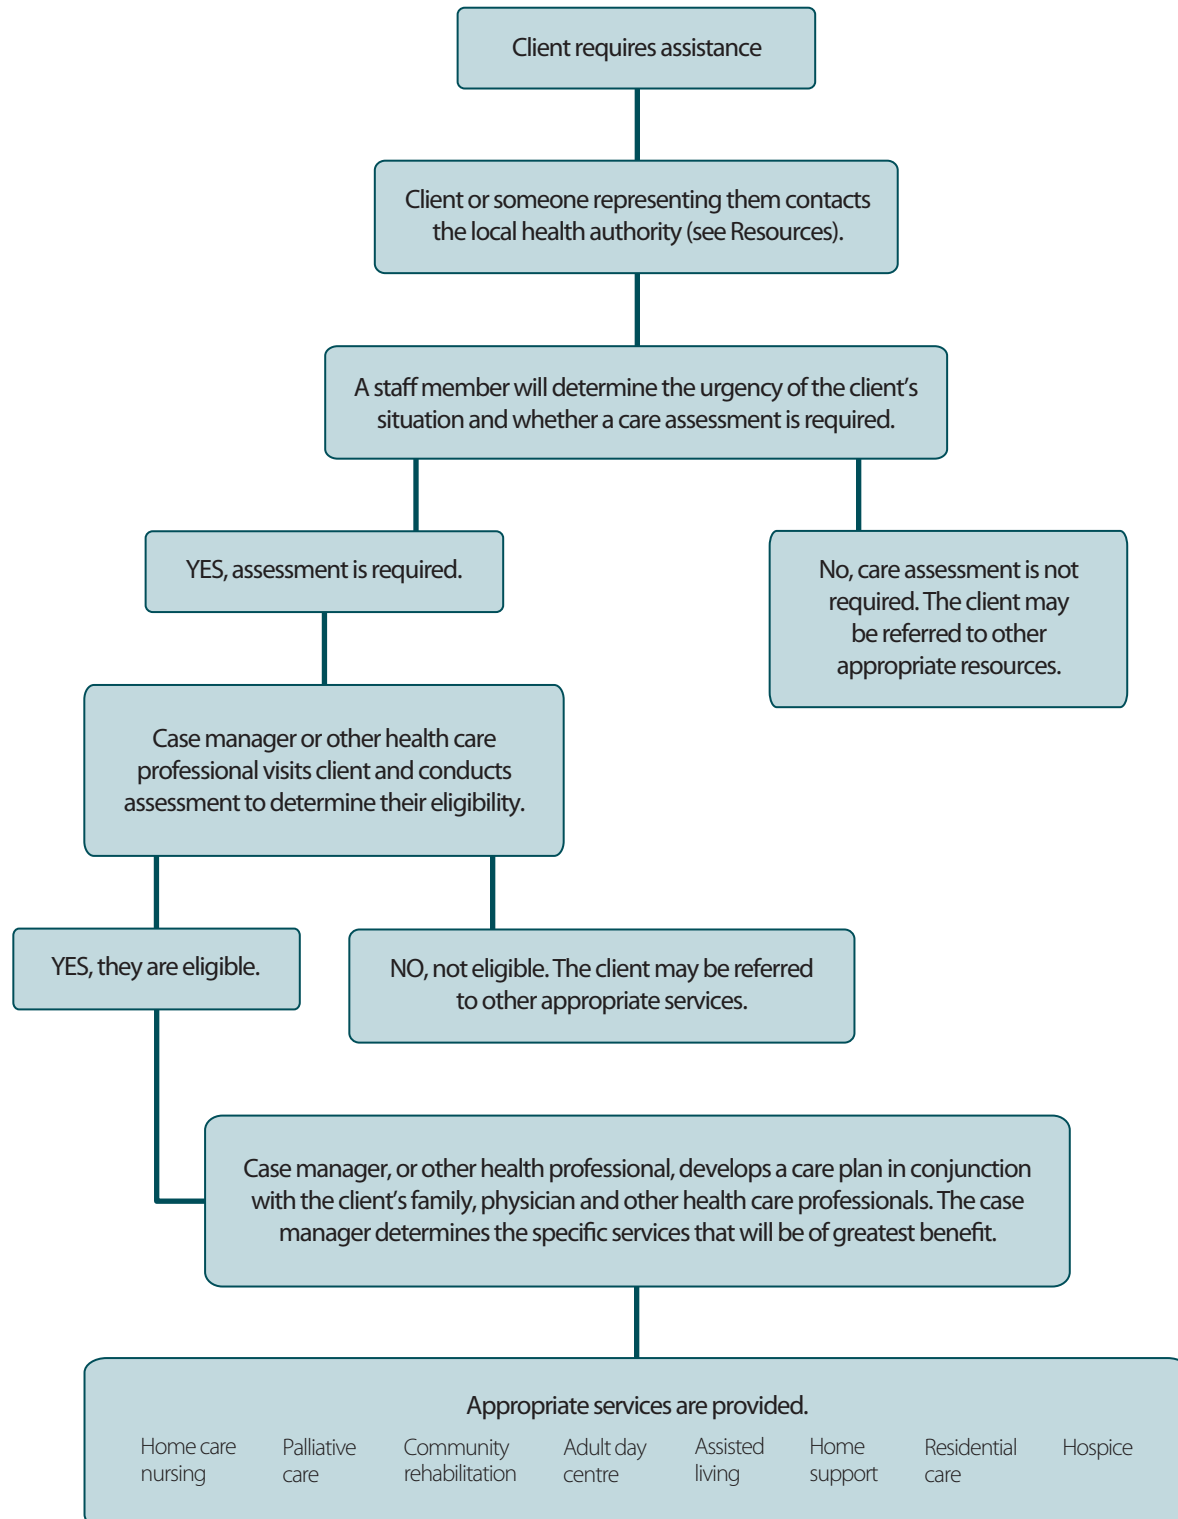 Client requires assistance
Client or someone representing them contacts
the local health authority (see Resources).
A staff member will determine the urgency of the client’s
situation and whether a care assessment is required.
YES, assessment is required.
No, care assessment is not
required. The client may
be referred to other
appropriate resources.
Case manager or other health care
professional visits client and conducts
assessment to determine their eligibility.
YES, they are eligible.
NO, not eligible. The client may be referred
to other appropriate services.
Case manager, or other health professional, develops a care plan in conjunction
with the client’s family, physician and other health care professionals. The case
manager determines the specific services that will be of greatest benefit.
Appropriate services are provided.
Home care
nursing
Palliative
care
Community
rehabilitation
Adult day
centre
Assisted
living
Home
support
Residential
care
Hospice